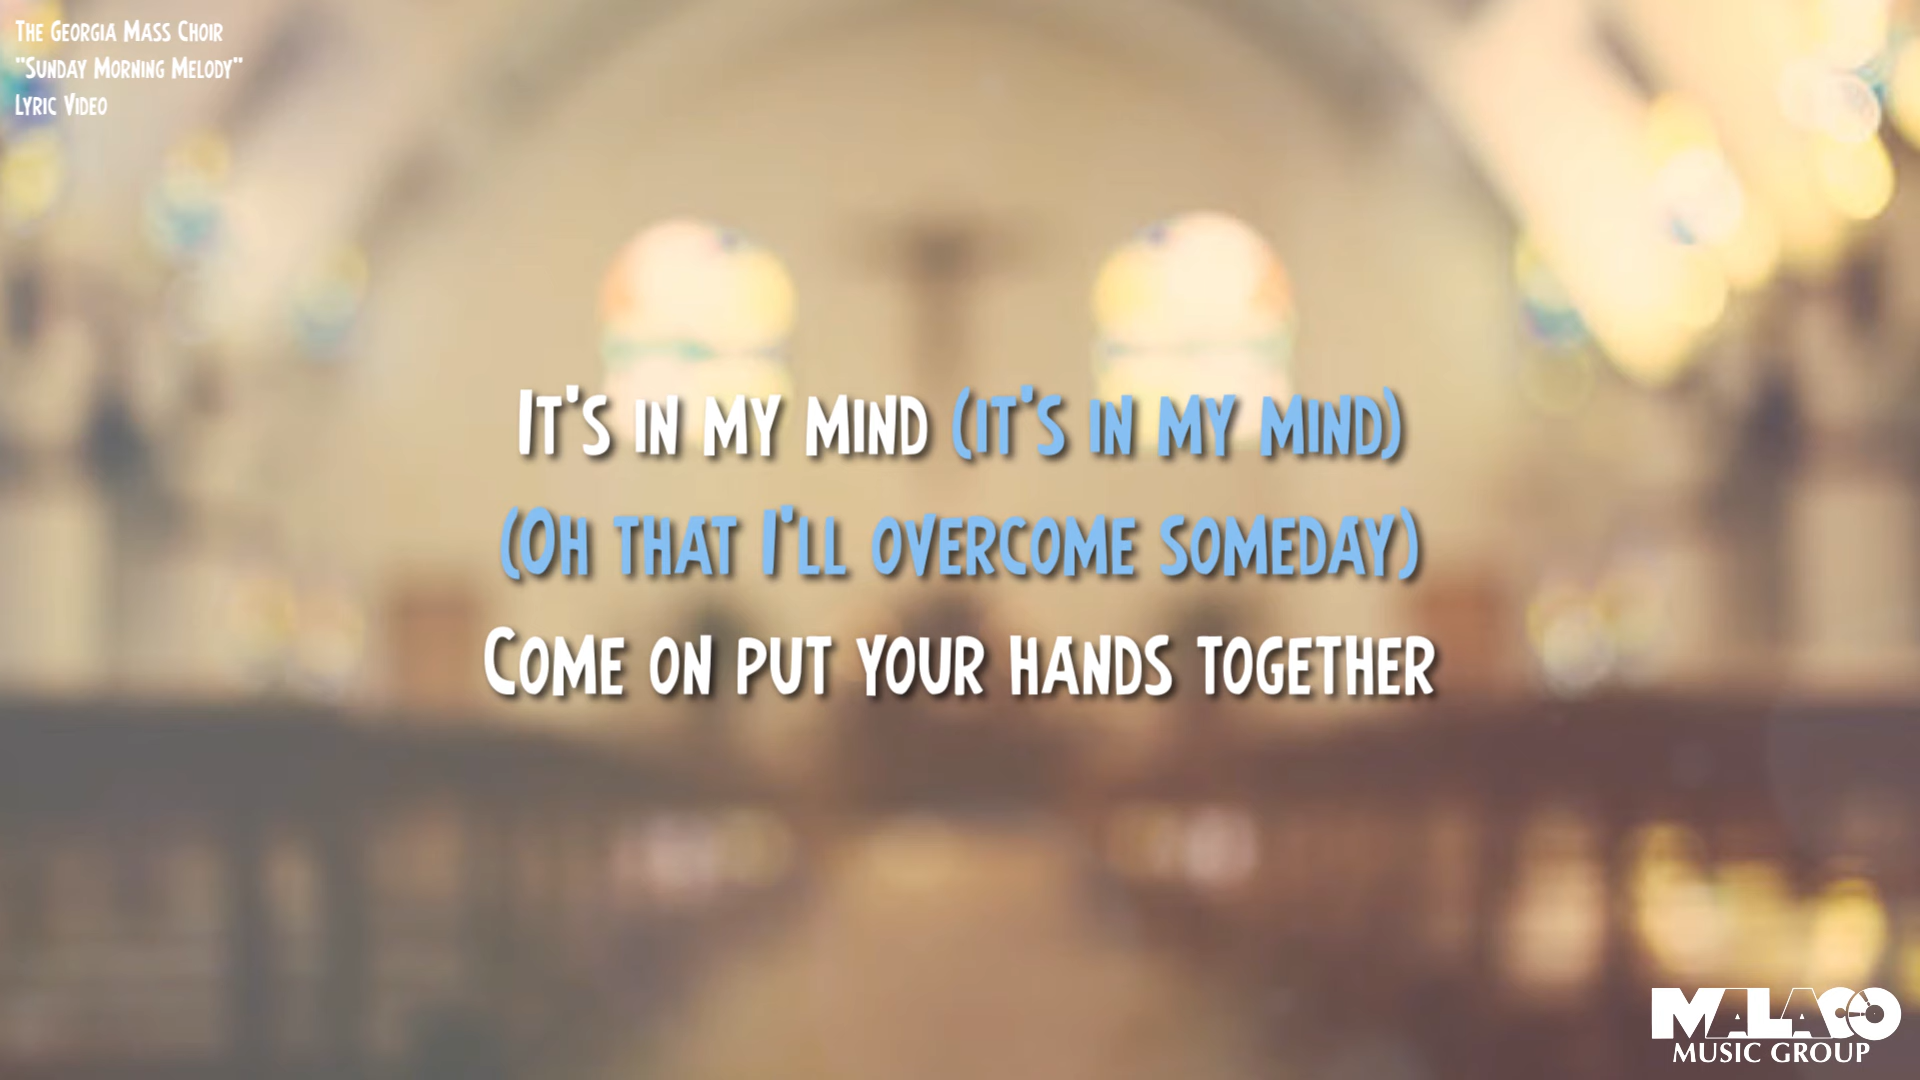 The Georgia Mass Choir
"Sunday Morning Melody"
Lyric Video
It's in my mind (it's in my mind)
(Oh that I'll overcome someday)
Come on put your hands together
MALACO
MUSIC GROUP